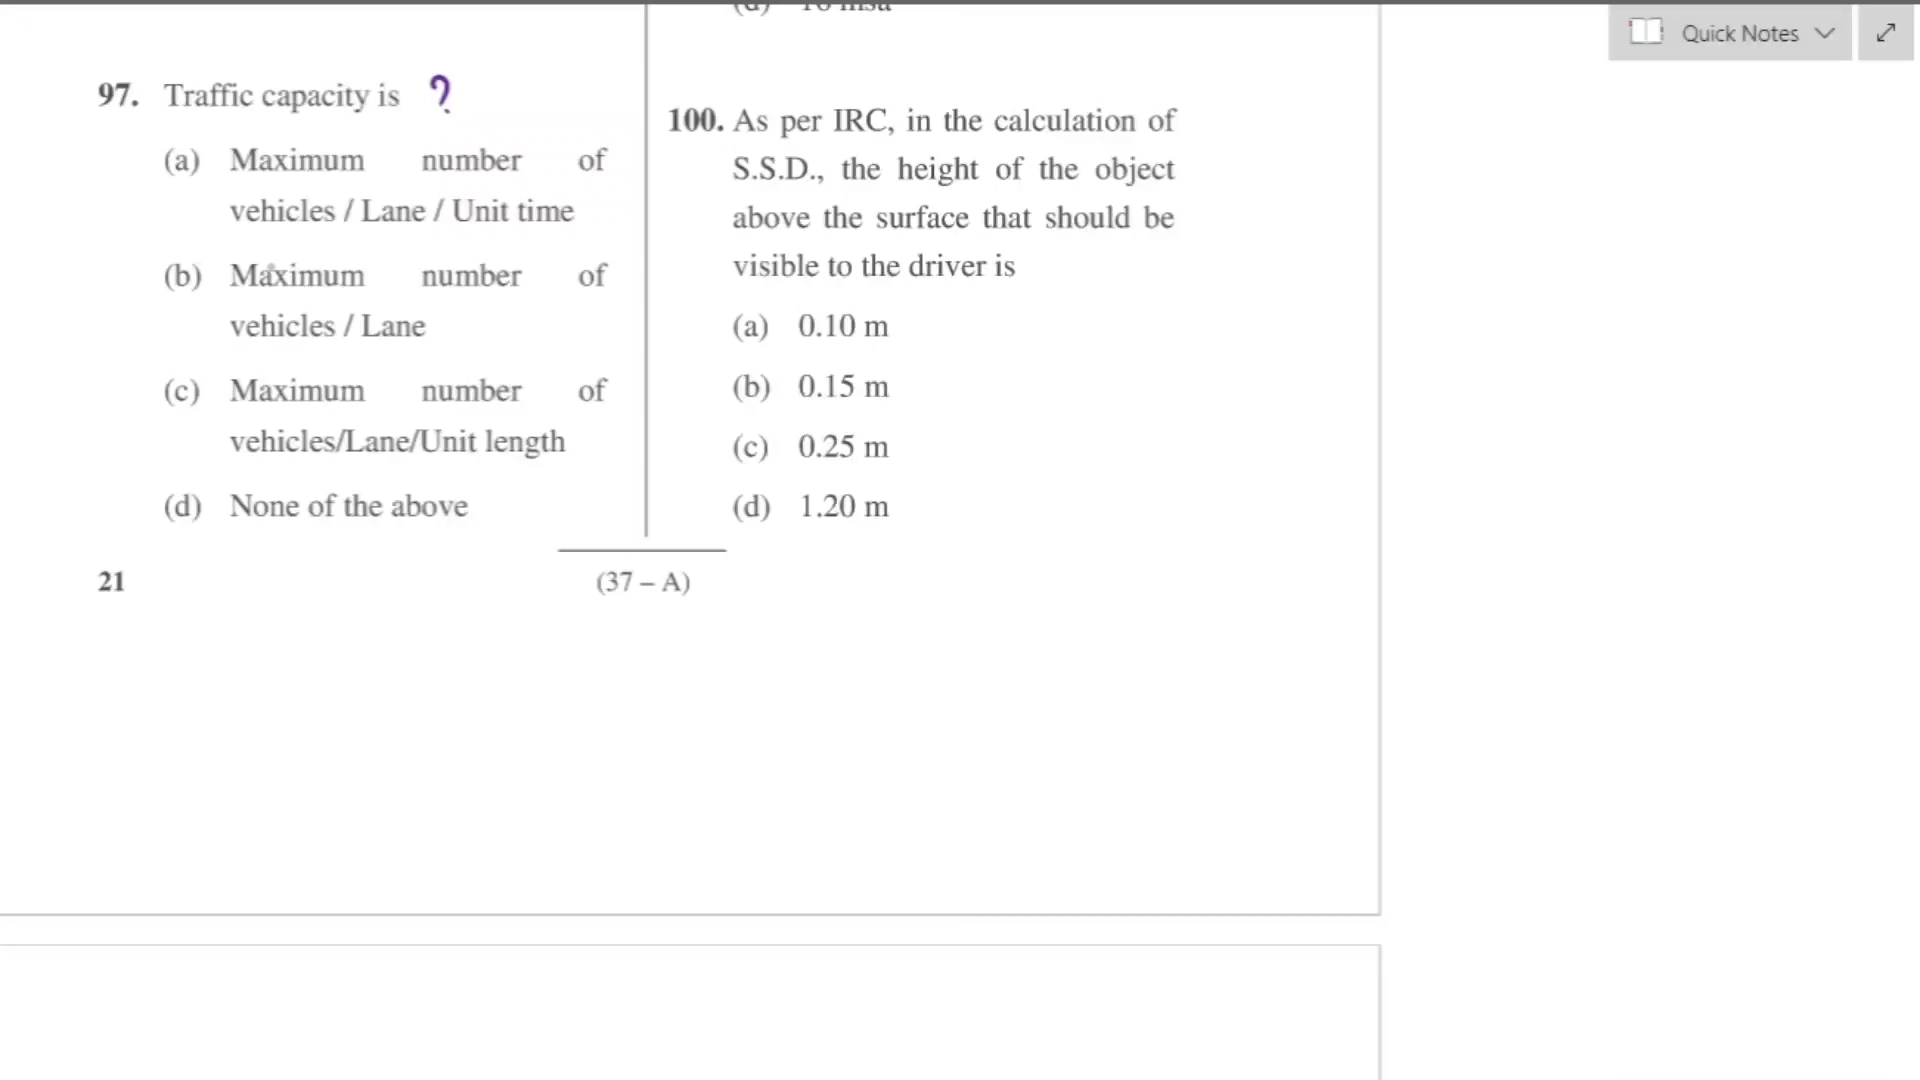 Quick Notes
97. Traffic capacity is ?
(a) Maximum number of
vehicles / Lane / Unit time
(b) Maximum number of
vehicles / Lane
(c) Maximum number of
vehicles/Lane/Unit length
(d) None of the above
100. As per IRC, in the calculation of
S.S.D., the height of the object
above the surface that should be
visible to the driver is
(a) 0.10 m
(b) 0.15 m
(c) 0.25 m
(d) 1.20 m
21
(37 – A)